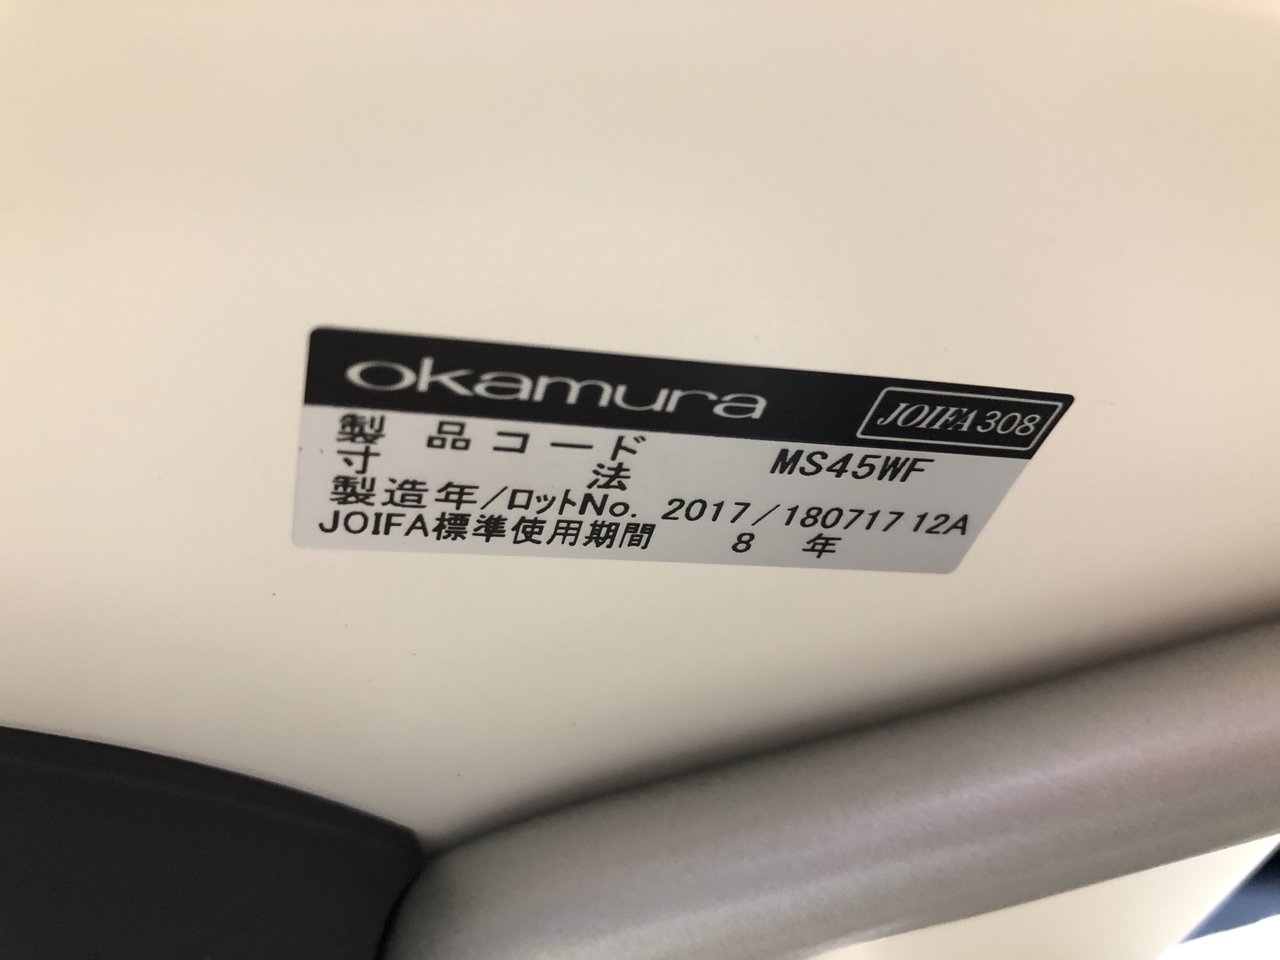 okamura JOIFA308
製品コード MS45WF
寸法
製造年/ロットNo. 2017/18071712A
JOIFA標準使用期間 8年